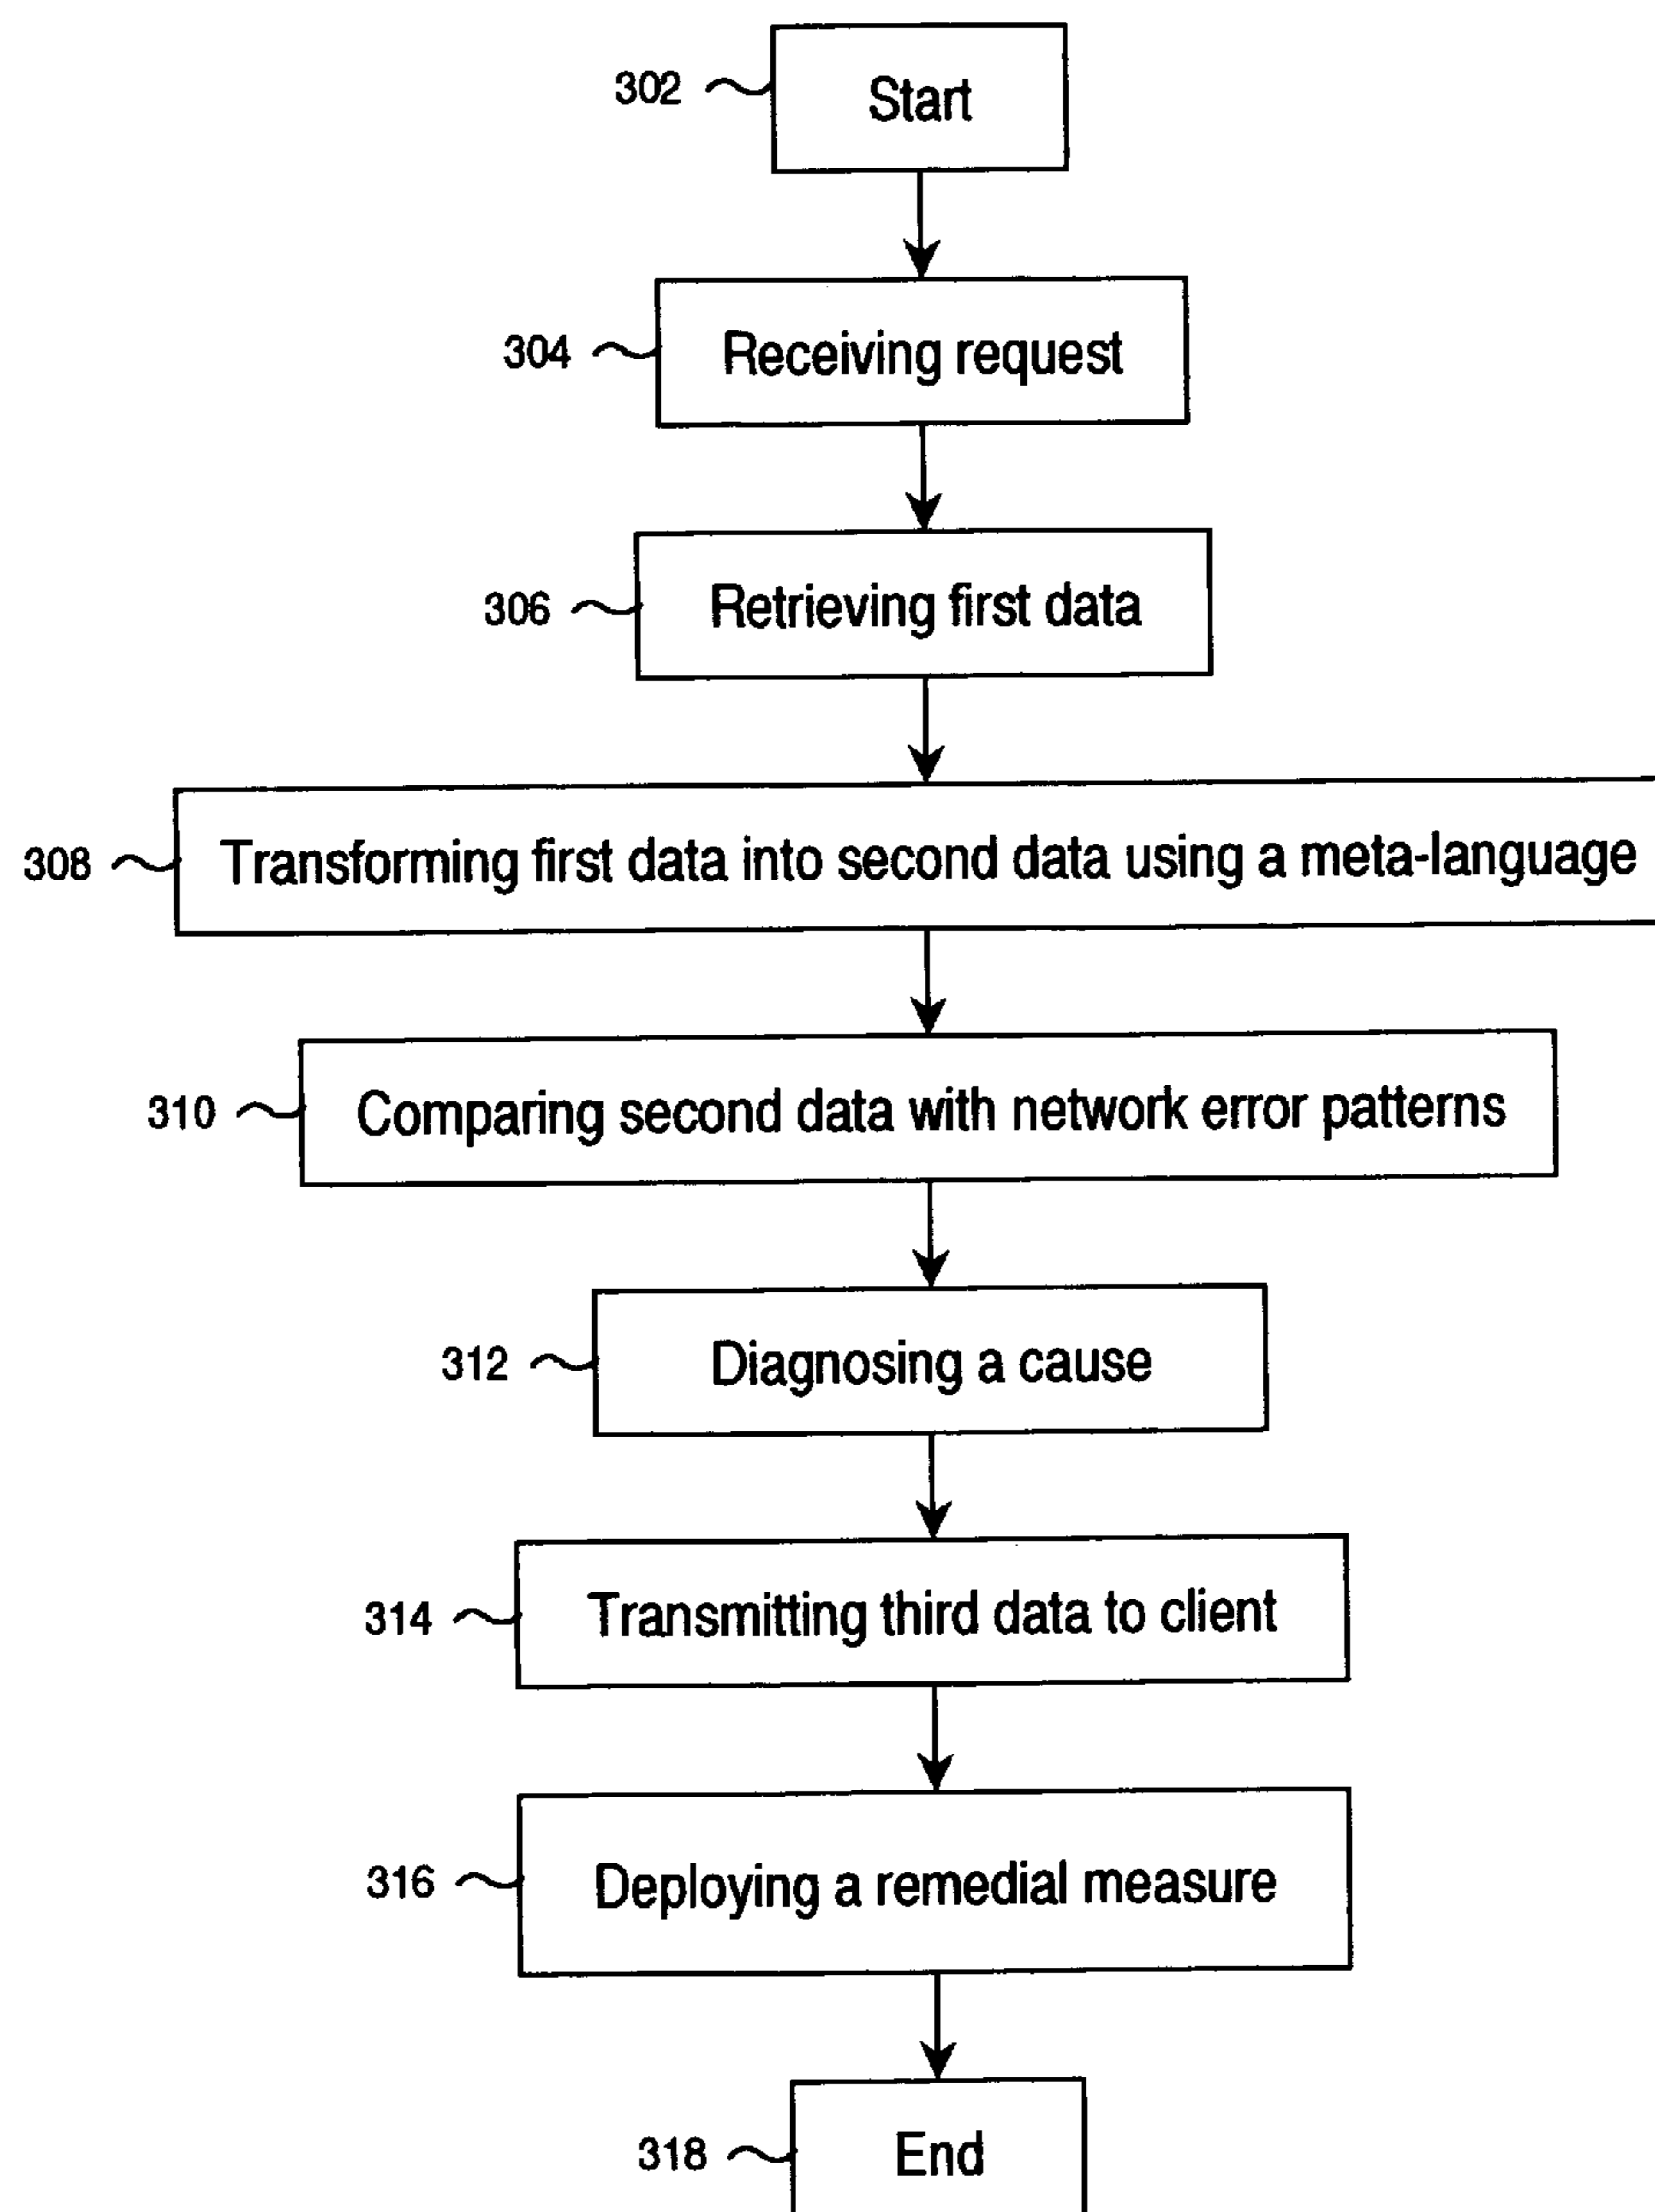 302 Start
304 Receiving request
306 Retrieving first data
308 Transforming first data into second data using a meta-language
310 Comparing second data with network error patterns
312 Diagnosing a cause
314 Transmitting third data to client
316 Deploying a remedial measure
318 End